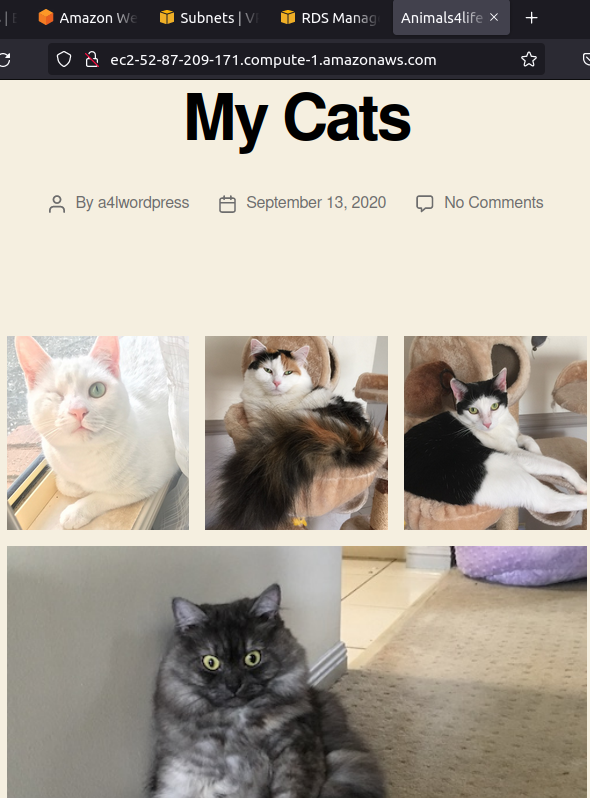 Amazon We Subnets | V RDS Manag Animals4life
ec2-52-87-209-171.compute-1.amazonaws.com
My Cats
By a4lwordpress September 13, 2020 No Comments